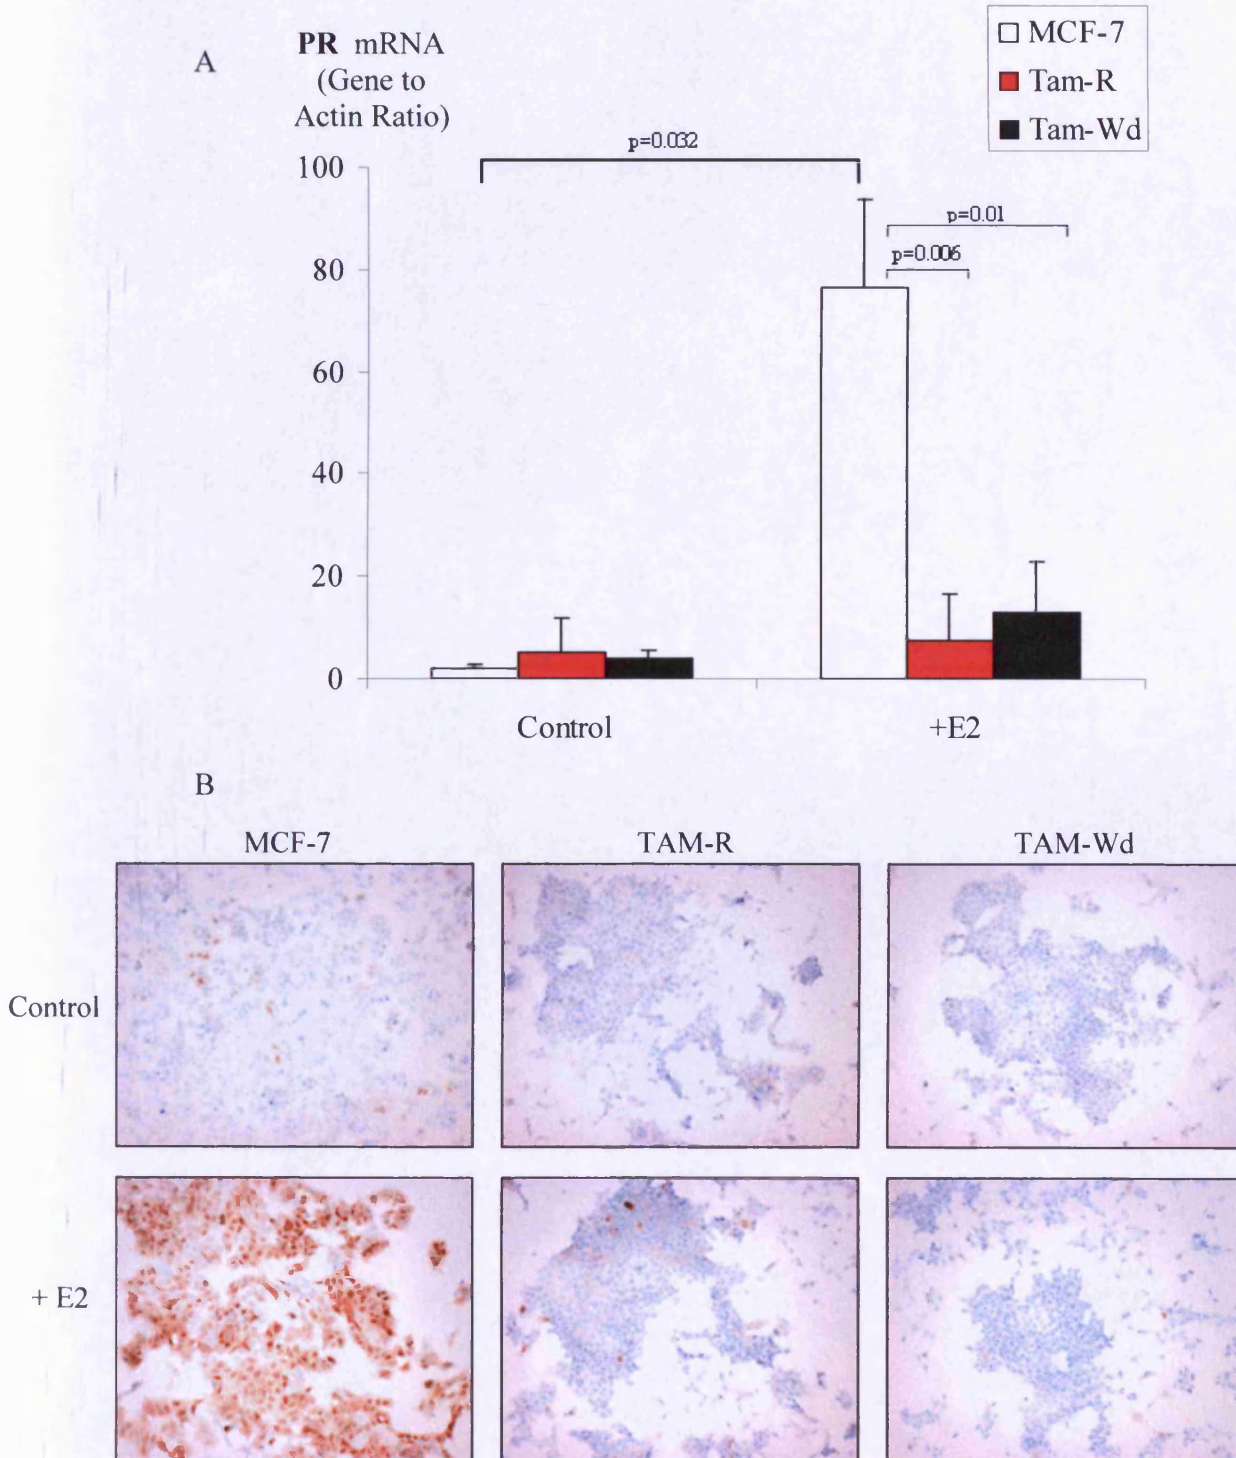 A
PR mRNA
(Gene to
Actin Ratio)
MCF-7
Tam-R
Tam-Wd
p=0.032
p=0.01
p=0.006
100
80
60
40
20
0
Control
+E2
B
MCF-7
TAM-R
TAM-Wd
Control
+ E2